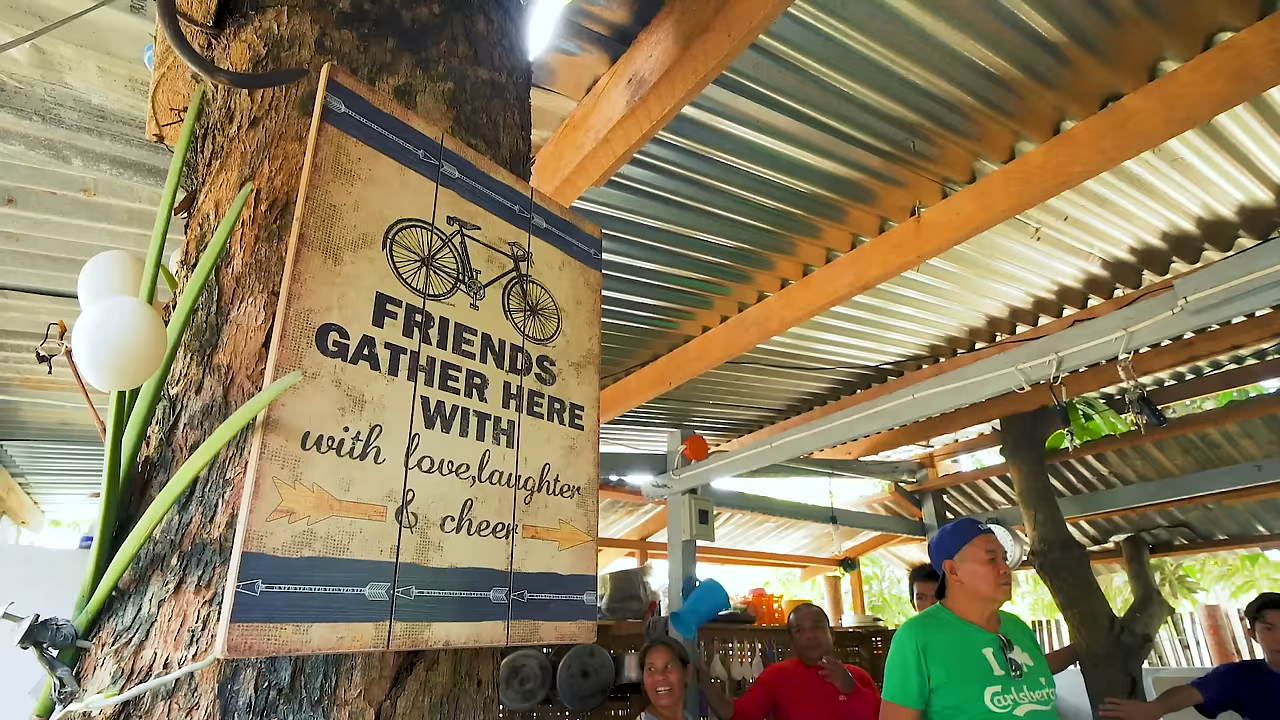 FRIENDS
GATHER HERE
WITH
with love,laughter
& cheer
I
Carlsberg